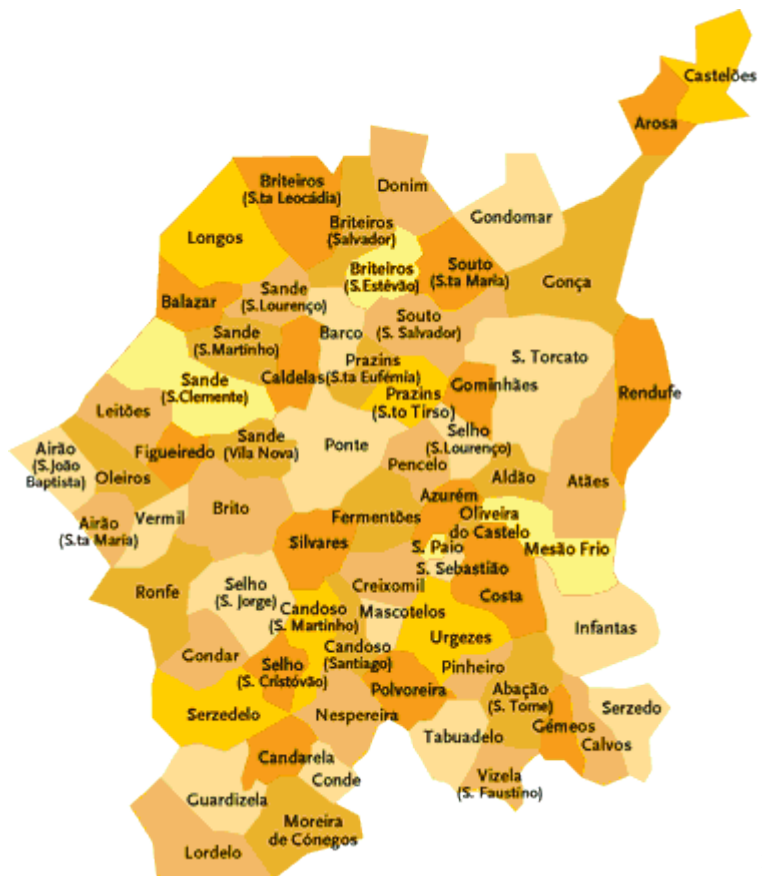 Castelões
Arosa
Briteiros
(S.ta Leocádia)
Donim
Gondomar
Briteiros
(Salvador)
Longos
Briteiros
(S.Estêvão)
Souto
(S.ta Maria)
Gonça
Balazar
Sande
(S.Lourenço)
Souto
(S. Salvador)
Barco
Sande
(S.Martinho)
S. Torcato
Prazins
(S.ta Eufémia)
Caldelas
Sande
(S.Clemente)
Prazins
(S.to Tirso)
Gominhães
Rendufe
Leitões
Selho
(S.Lourenço)
Sande
(Vila Nova)
Ponte
Airão
(S.João
Baptista)
Figueiredo
Pencelo
Oleiros
Aldão
Atães
Azurém
Brito
Oliveira
do Castelo
Airão
(S.ta Maria)
Vermil
Fermentões
Silvares
S. Paio
Mesão Frio
S. Sebastião
Ronfe
Selho
(S. Jorge)
Creixomil
Costa
Candoso
(S. Martinho)
Mascotelos
Infantas
Urgezes
Gondar
Candoso
(Santiago)
Selho
(S. Cristóvão)
Pinheiro
Polvoreira
Abação
(S. Tome)
Serzedo
Serzedelo
Nespereira
Gémeos
Tabuadelo
Calvos
Candarela
Conde
Vizela
(S. Faustino)
Guardizela
Moreira
de Cónegos
Lordelo